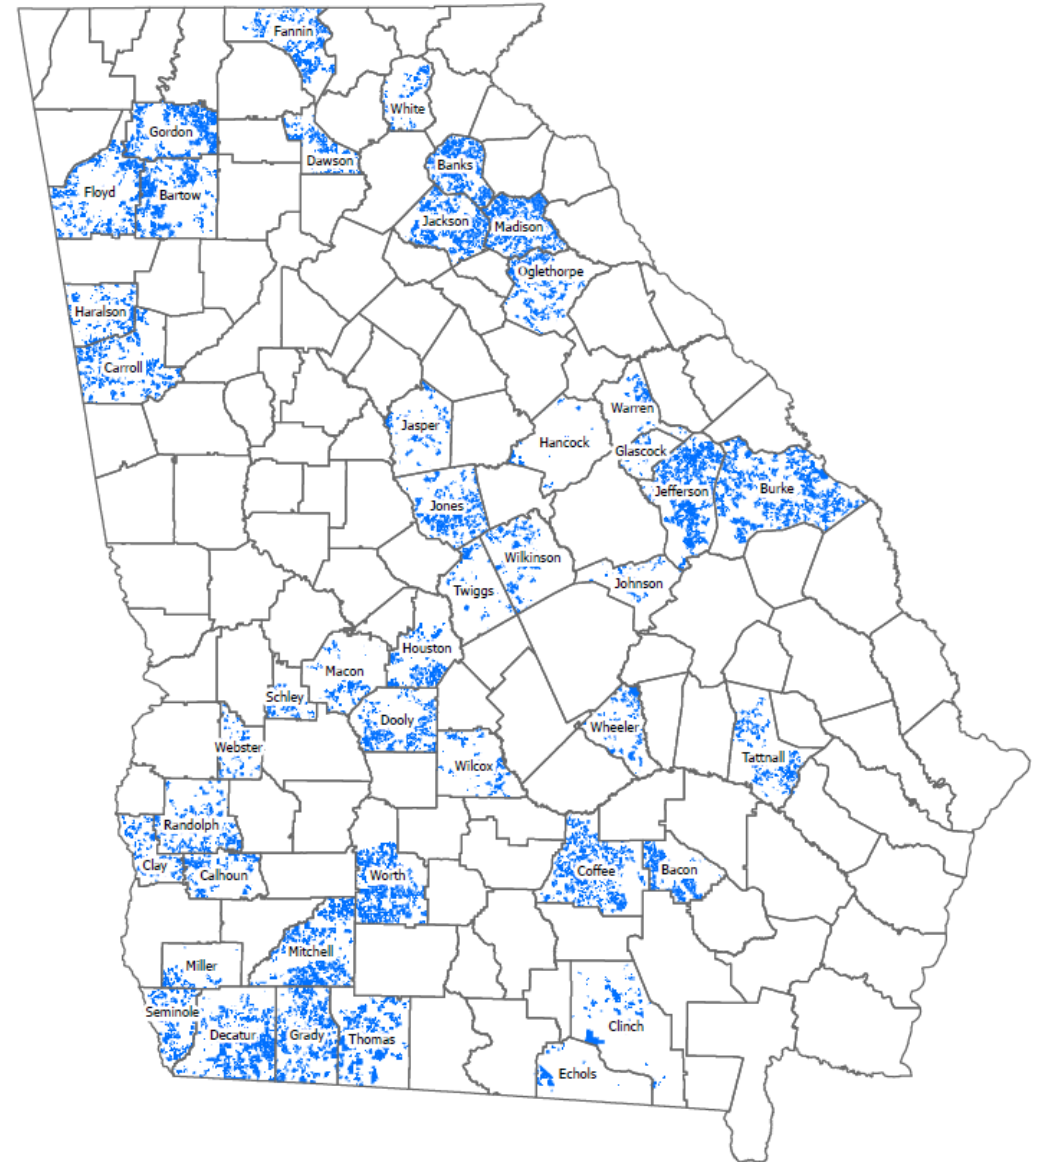 Fannin
White
Gordon
Dawson
Banks
Floyd
Bartow
Jackson
Madison
Oglethorpe
Haralson
Carroll
Warren
Jasper
Hancock
Glascock
Jefferson
Burke
Jones
Wilkinson
Johnson
Twiggs
Houston
Macon
Schley
Dooly
Wheeler
Webster
Tattnall
Wilcox
Randolph
Clay
Calhoun
Worth
Coffee
Bacon
Mitchell
Miller
Seminole
Clinch
Decatur
Grady
Thomas
Echols